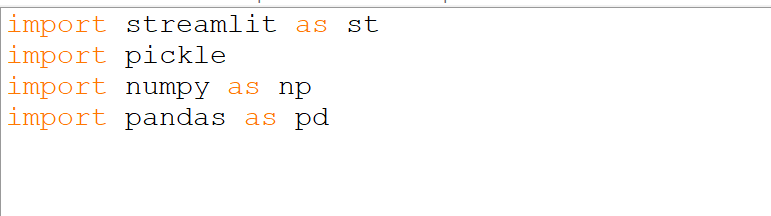 import streamlit as st
import pickle
import numpy as np
import pandas as pd